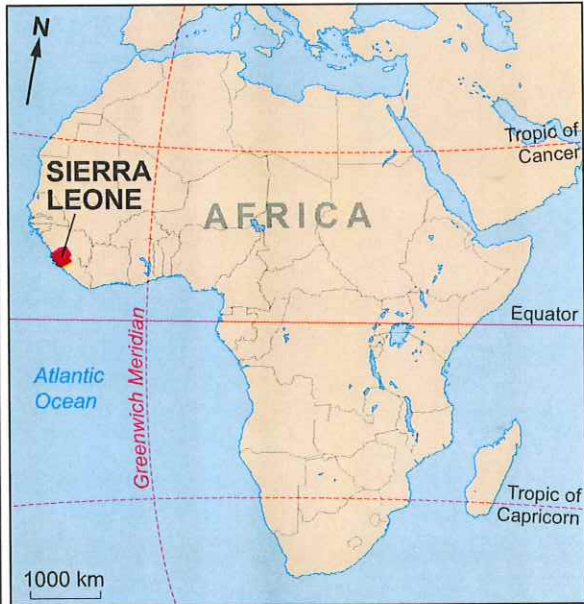 N
Tropic of
Cancer
SIERRA
LEONE
AFRICA
Equator
Atlantic
Ocean
Greenwich Meridian
Tropic of
Capricorn
1000 km